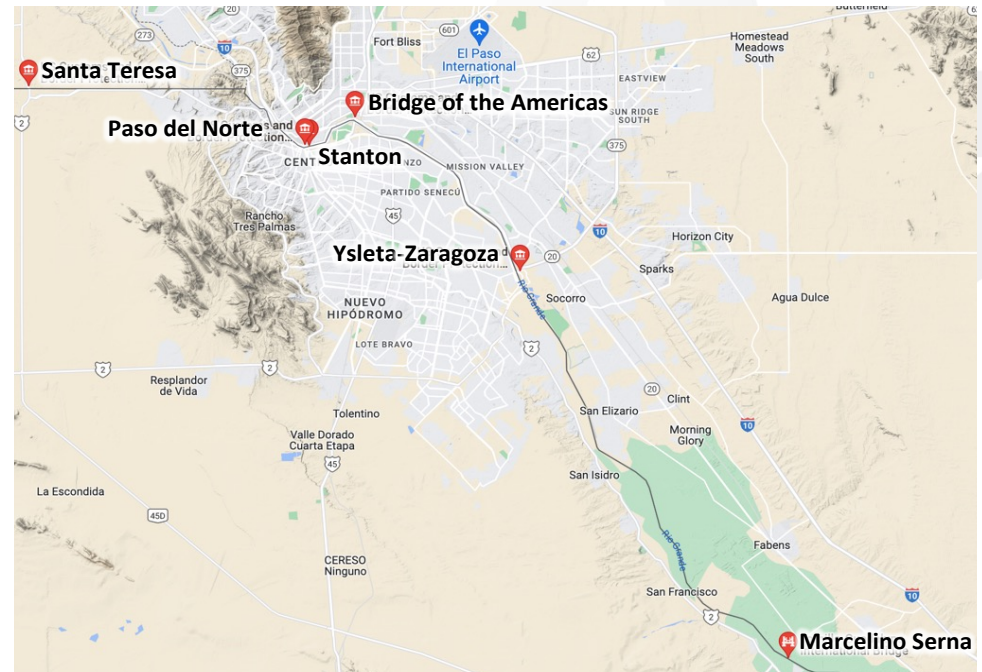 Butterfield
20
273
10
601
Fort Bliss
El Paso
International
Airport
62
Homestead
Meadows
South
Santa Teresa
375
EASTVIEW
Bridge of the Americas
SUN RIDGE
SOUTH
2
Paso del Norte
and
Stanton
CENT
NZO
MISSION VALLEY
375
PARTIDO SENECÚ
45
Rancho
Tres Palmas
10
Horizon City
Ysleta-Zaragoza
20
Sparks
Rio Grande
Socorro
Agua Dulce
NUEVO
HIPÓDROMO
LOTE BRAVO
2
2
2
Resplandor
de Vida
20
Clint
Tolentino
San Elizario
10
Morning
Glory
Valle Dorado
Cuarta Etapa
45
San Isidro
La Escondida
45D
Rio Grande
Fabens
CERESO
Ninguno
San Francisco
10
2
Marcelino Serna